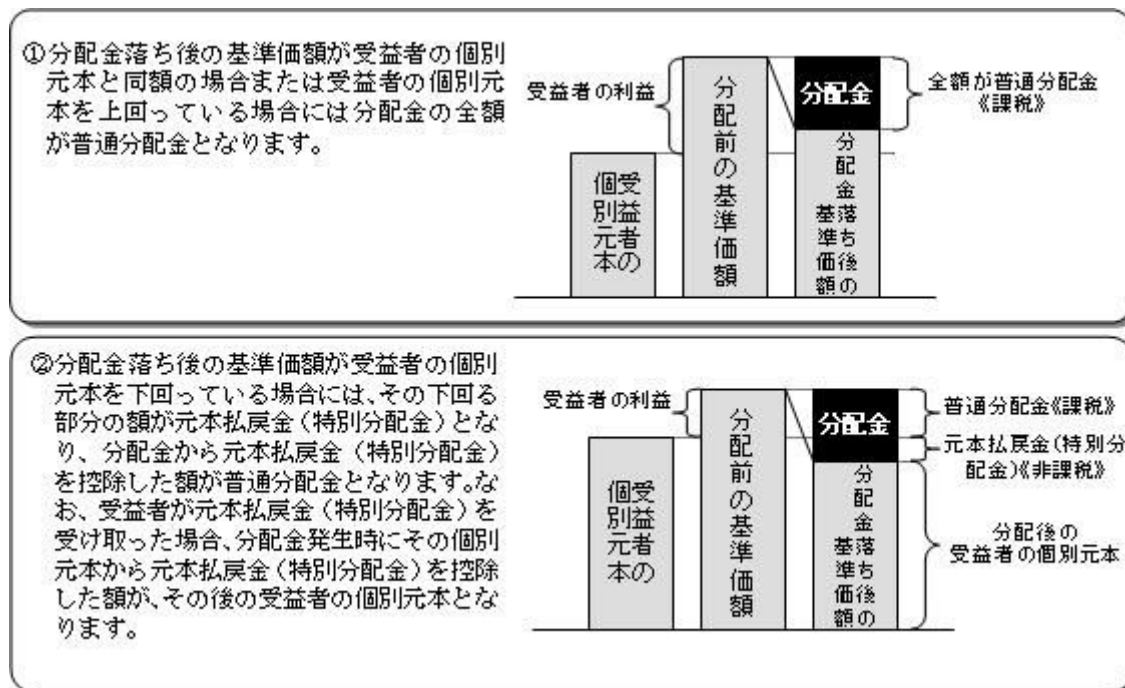 ①分配金落ち後の基準価額が受益者の個別
元本と同額の場合または受益者の個別元
本を上回っている場合には分配金の全額
が普通分配金となります。
受益者の利益
個別元本
受益者の
分配前の基準価額
分配金
分配金落ち後の
基準価額
全額が普通分配金
《課税》
②分配金落ち後の基準価額が受益者の個別
元本を下回っている場合には、その下回る
部分の額が元本払戻金（特別分配金）とな
り、分配金から元本払戻金（特別分配金）
を控除した額が普通分配金となります。な
お、受益者が元本払戻金（特別分配金）を
受け取った場合、分配金発生時にその個別
元本から元本払戻金（特別分配金）を控除
した額が、その後の受益者の個別元本とな
ります。
受益者の利益
受益者の
個別元本
分配前の基準価額
分配金
分配金落ち後の
基準価額
普通分配金《課税》
元本払戻金（特別分
配金）《非課税》
分配後の
受益者の個別元本